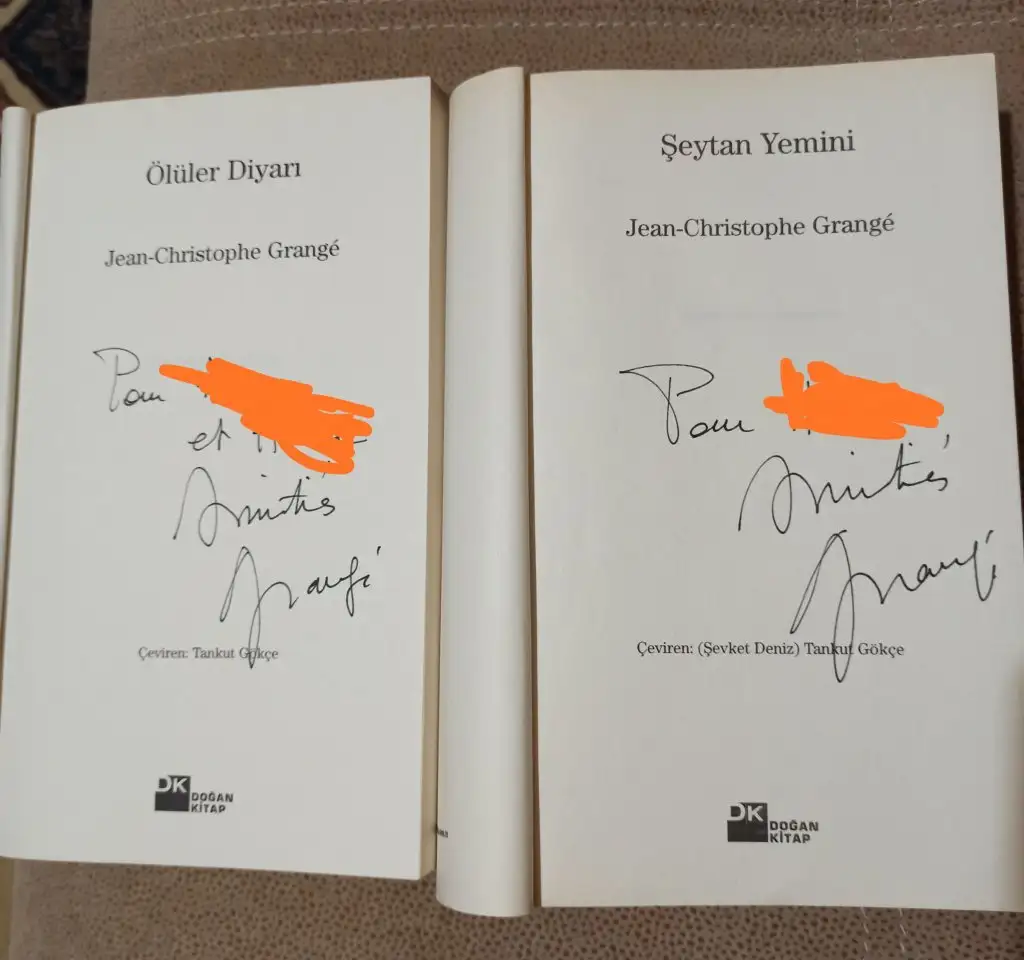 Ölüler Diyarı
Jean-Christophe Grangé
Pour
et
Amitiés
Grangé
Çeviren: Tankut Gökçe
DK
DOĞAN
KİTAP
Şeytan Yemini
Jean-Christophe Grangé
Pour
Amitiés
Grangé
Çeviren: (Şevket Deniz) Tankut Gökçe
DK
DOĞAN
KİTAP